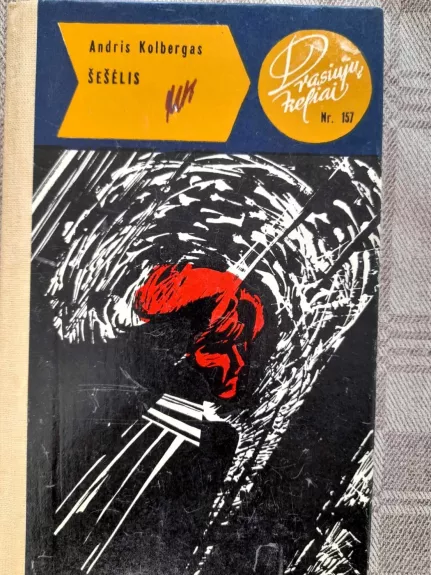 Andris Kolbergas
ŠEŠĖLIS
Drąsiųjų
keliai
Nr. 157